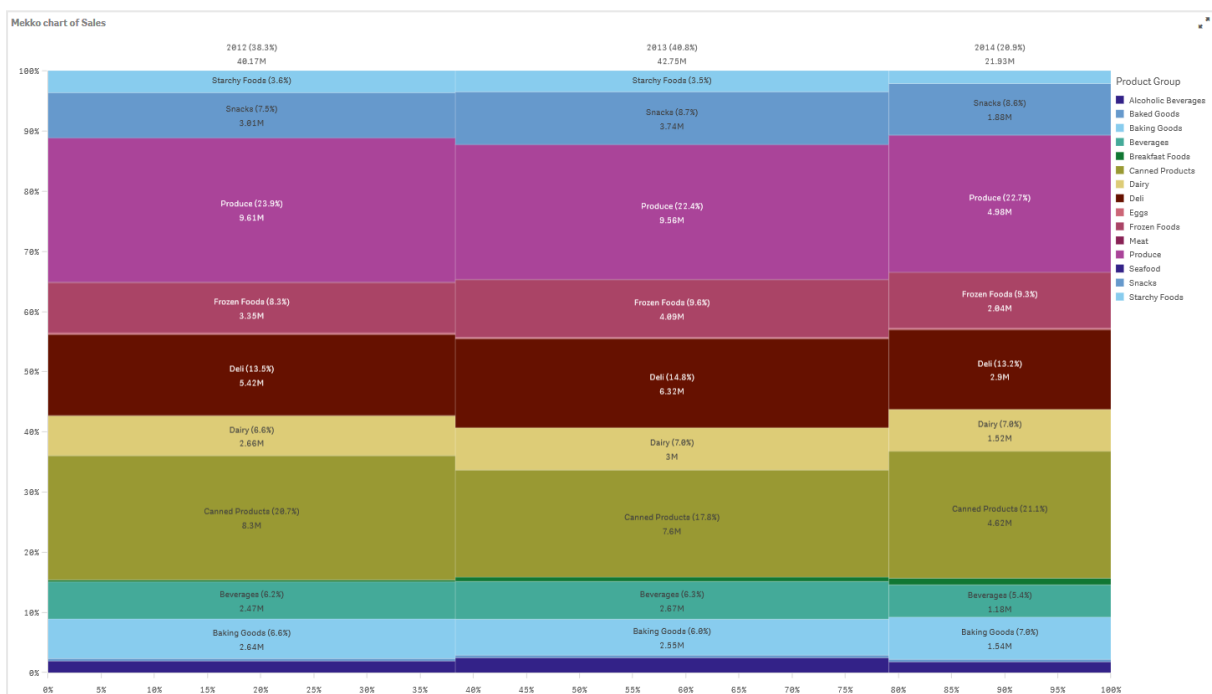 Mekko chart of Sales
2012 (38.3%)
40.17M
2013 (40.8%)
42.75M
2014 (20.9%)
21.93M
100%
90%
80%
70%
60%
50%
40%
30%
20%
10%
0%
Starchy Foods (3.6%)
Snacks (7.5%)
3.01M
Produce (23.9%)
9.61M
Frozen Foods (8.3%)
3.35M
Deli (13.5%)
5.42M
Dairy (6.6%)
2.66M
Canned Products (20.7%)
8.3M
Beverages (6.2%)
2.47M
Baking Goods (6.6%)
2.64M
Starchy Foods (3.5%)
Snacks (8.7%)
3.74M
Produce (22.4%)
9.56M
Frozen Foods (9.6%)
4.09M
Deli (14.8%)
6.32M
Dairy (7.0%)
3M
Canned Products (17.8%)
7.6M
Beverages (6.3%)
2.67M
Baking Goods (6.0%)
2.55M
Snacks (8.6%)
1.88M
Produce (22.7%)
4.98M
Frozen Foods (9.3%)
2.04M
Deli (13.2%)
2.9M
Dairy (7.0%)
1.52M
Canned Products (21.1%)
4.62M
Beverages (5.4%)
1.18M
Baking Goods (7.0%)
1.54M
0% 5% 10% 15% 20% 25% 30% 35% 40% 45% 50% 55% 60% 65% 70% 75% 80% 85% 90% 95% 100%
Product Group
Alcoholic Beverages
Baked Goods
Baking Goods
Beverages
Breakfast Foods
Canned Products
Dairy
Deli
Eggs
Frozen Foods
Meat
Produce
Seafood
Snacks
Starchy Foods